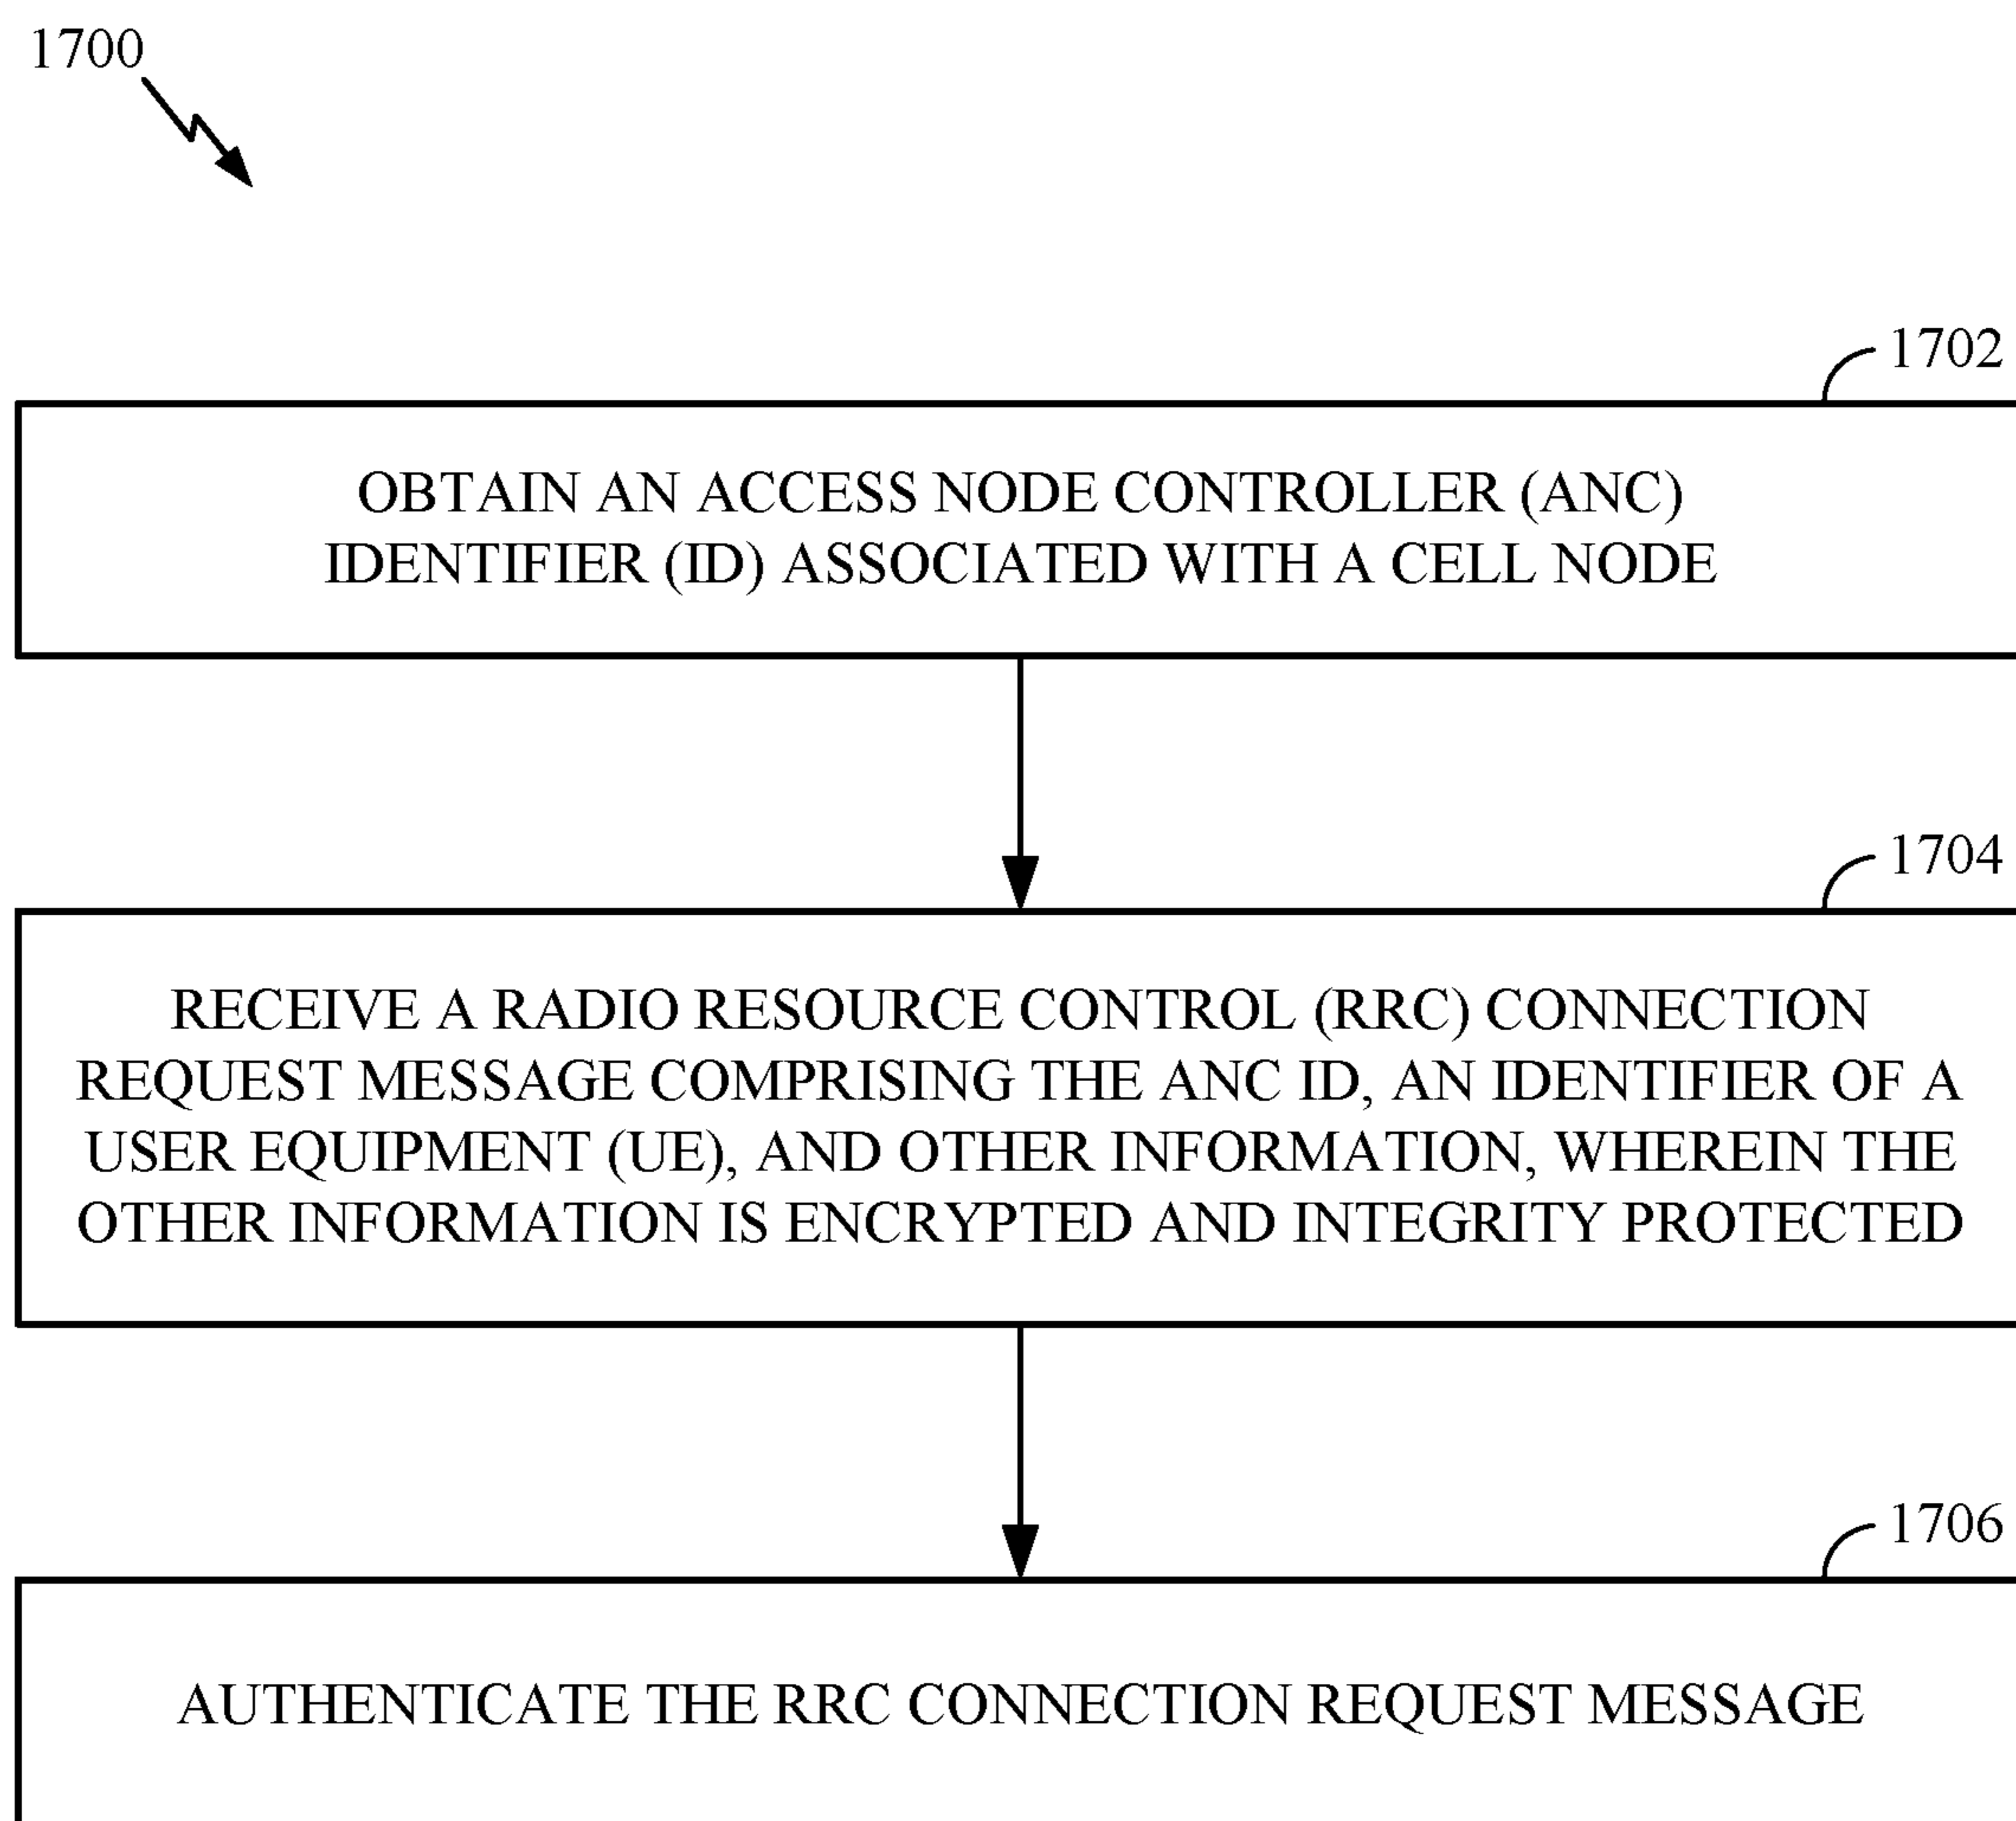 1700
1702
OBTAIN AN ACCESS NODE CONTROLLER (ANC)
IDENTIFIER (ID) ASSOCIATED WITH A CELL NODE
1704
RECEIVE A RADIO RESOURCE CONTROL (RRC) CONNECTION
REQUEST MESSAGE COMPRISING THE ANC ID, AN IDENTIFIER OF A
USER EQUIPMENT (UE), AND OTHER INFORMATION, WHEREIN THE
OTHER INFORMATION IS ENCRYPTED AND INTEGRITY PROTECTED
1706
AUTHENTICATE THE RRC CONNECTION REQUEST MESSAGE